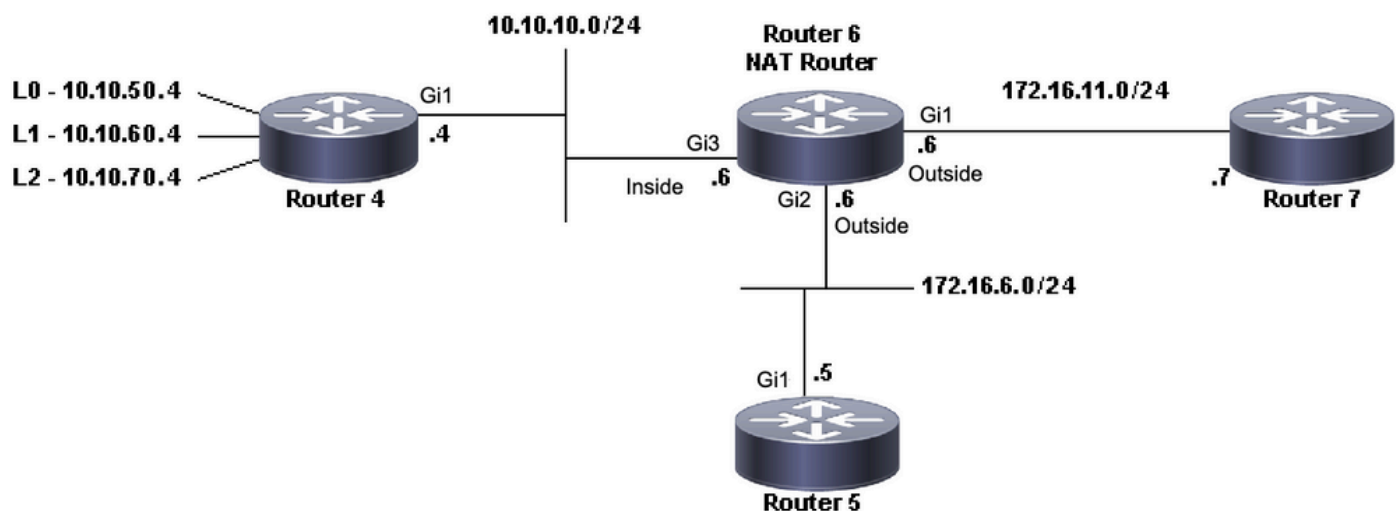 10.10.10.0/24
Router 6
NAT Router
L0 - 10.10.50.4
L1 - 10.10.60.4
L2 - 10.10.70.4
Gi1
.4
Router 4
Gi3
Inside
.6
Gi1
.6
Outside
172.16.11.0/24
.7
Router 7
Gi2
.6
Outside
172.16.6.0/24
Gi1
.5
Router 5